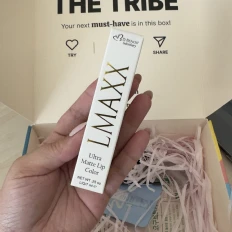 THE TRIBE
Your next must-have is in this box!
TRY
SHARE
LMAXX
Ultra
Matte Lip
Color